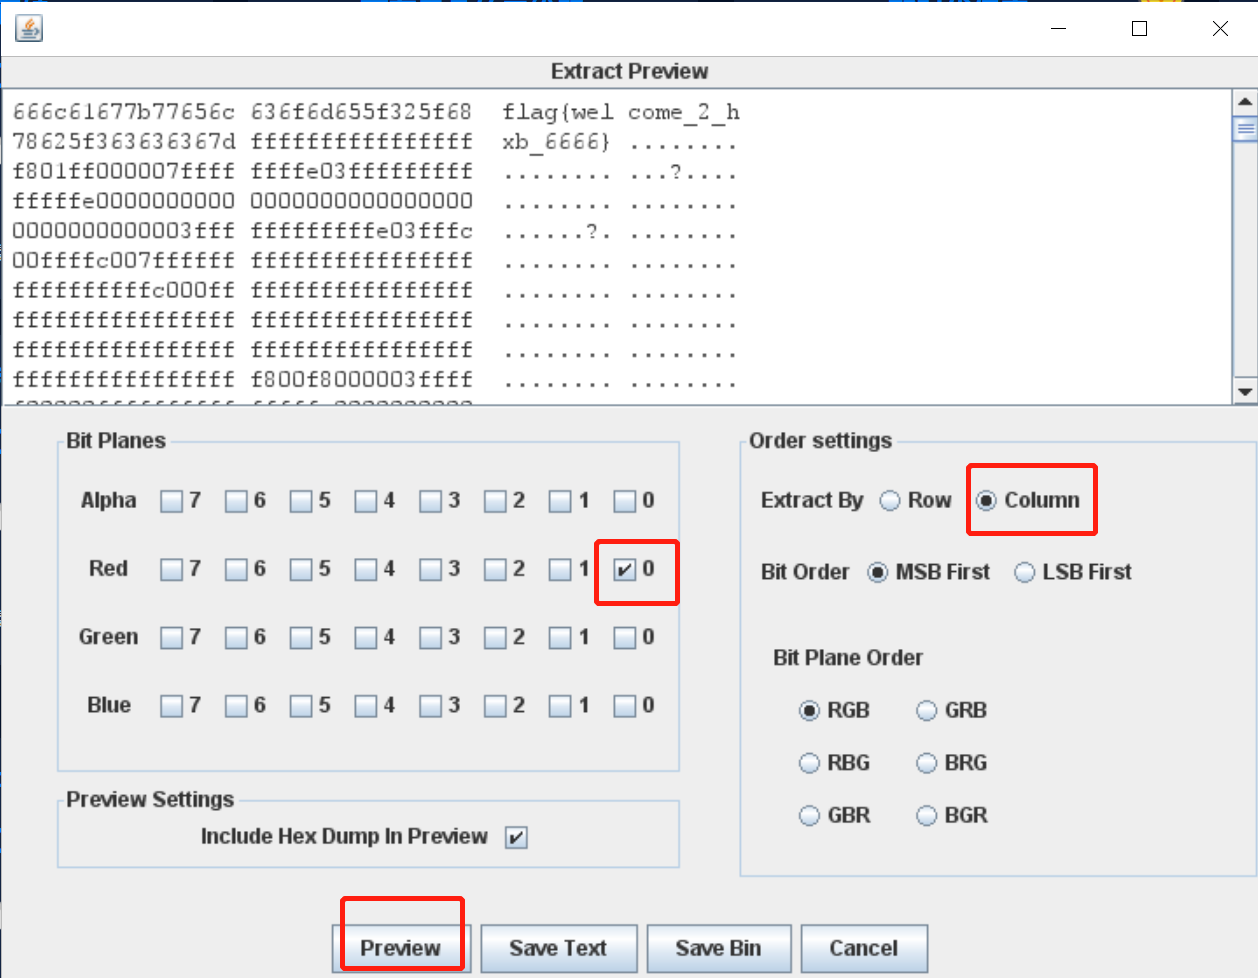 Extract Preview
666c61677b77656c 636f6d655f325f68 flag{wel come_2_h
78625f363636367d ffffffffffffffff xb_6666} ........
f801ff000007ffff ffffe03fffffffff ........ ...?....
fffffe0000000000 0000000000000000 ........ ........
0000000000003fff fffffffffe03fffc ......?. ........
00ffffc007ffffff ffffffffffffffff ........ ........
ffffffffffc000ff ffffffffffffffff ........ ........
ffffffffffffffff ffffffffffffffff ........ ........
ffffffffffffffff ffffffffffffffff ........ ........
ffffffffffffffff f800f8000003ffff ........ ........
Bit Planes
Order settings
Alpha 7 6 5 4 3 2 1 0
Extract By Row Column
Red 7 6 5 4 3 2 1 0
Bit Order MSB First LSB First
Green 7 6 5 4 3 2 1 0
Bit Plane Order
Blue 7 6 5 4 3 2 1 0
RGB GRB
RBG BRG
Preview Settings
GBR BGR
Include Hex Dump In Preview
Preview Save Text Save Bin Cancel